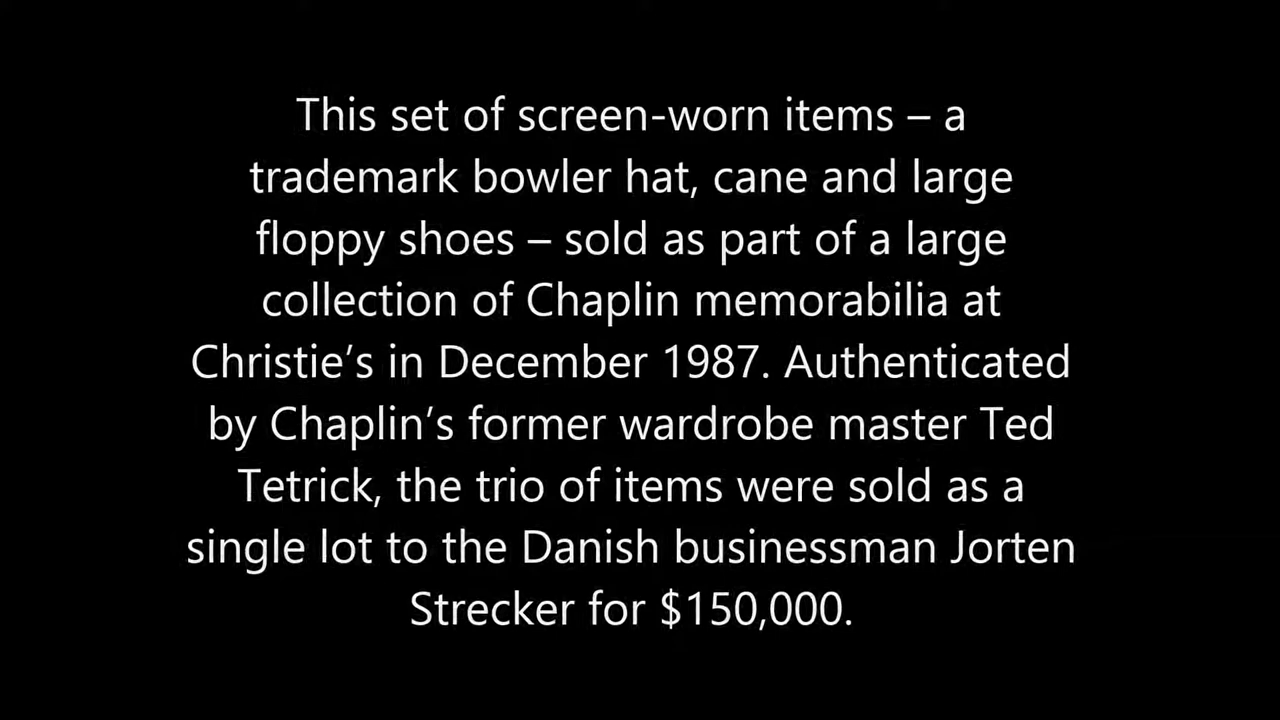 This set of screen-worn items – a
trademark bowler hat, cane and large
floppy shoes – sold as part of a large
collection of Chaplin memorabilia at
Christie’s in December 1987. Authenticated
by Chaplin’s former wardrobe master Ted
Tetrick, the trio of items were sold as a
single lot to the Danish businessman Jorten
Strecker for $150,000.